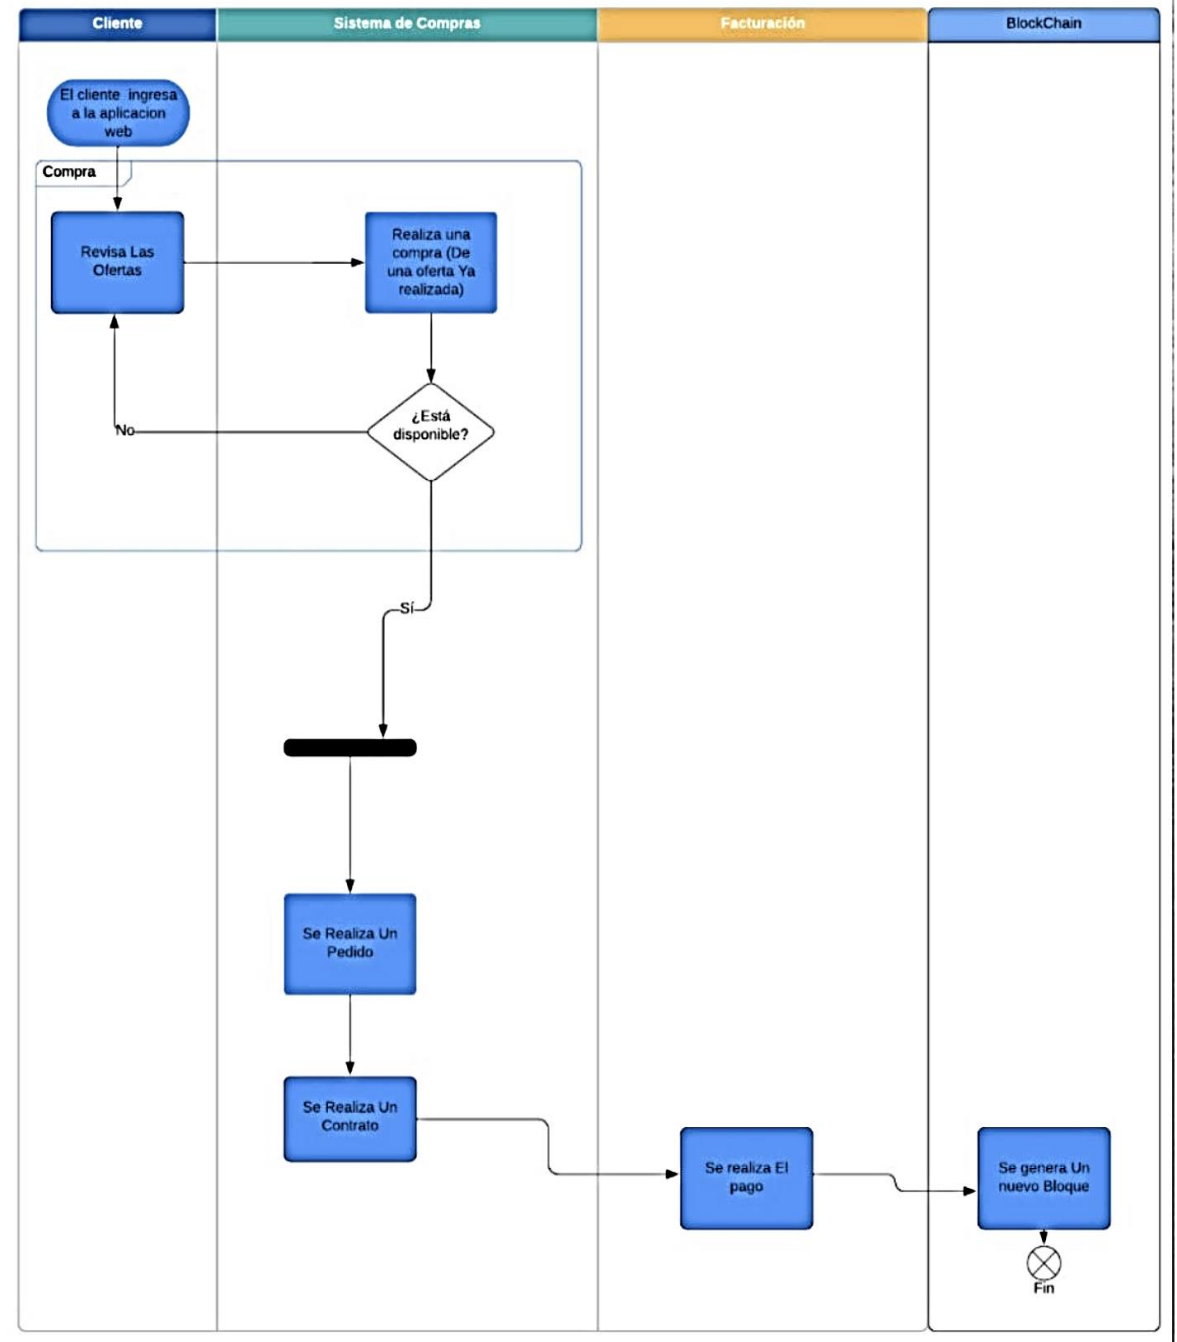 Cliente
Sistema de Compras
Facturación
BlockChain
El cliente ingresa
a la aplicacion
web
Compra
Revisa Las
Ofertas
Realiza una
compra (De
una oferta Ya
realizada)
¿Está
disponible?
No
Sí
Se Realiza Un
Pedido
Se Realiza Un
Contrato
Se realiza El
pago
Se genera Un
nuevo Bloque
Fin